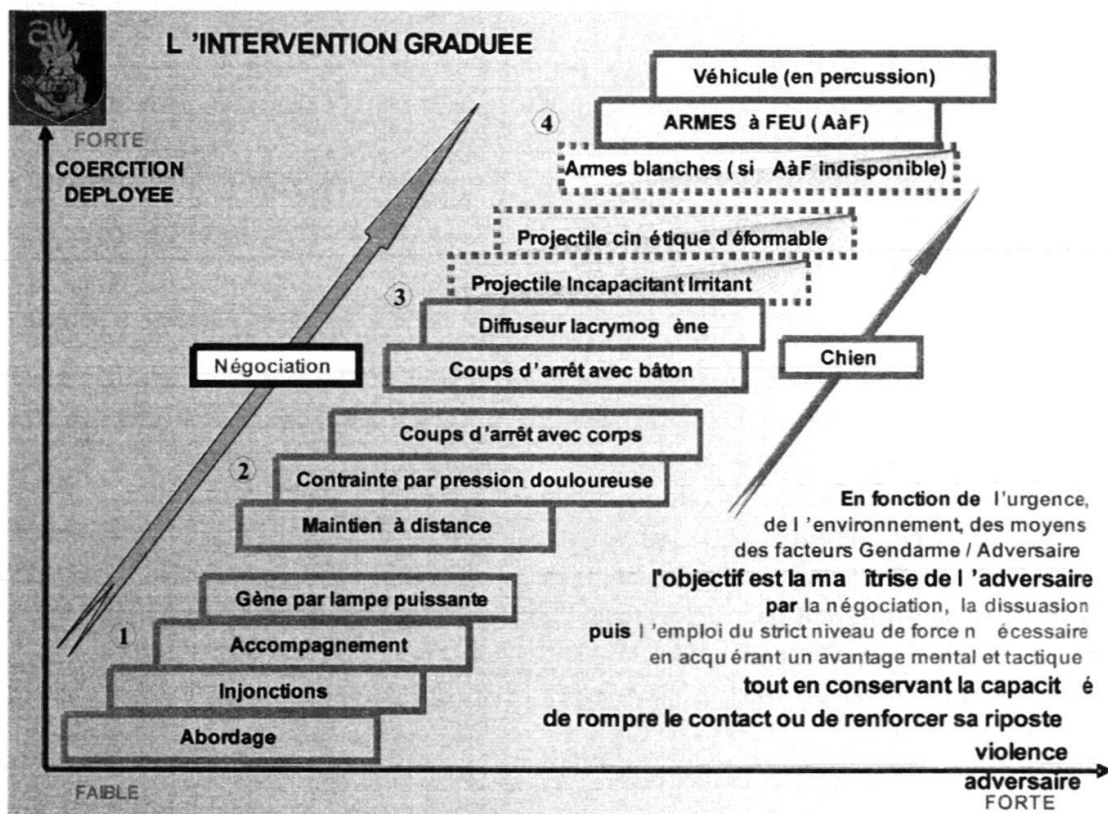 L 'INTERVENTION GRADUEE
FORTE
COERCITION
DEPLOYEE
4
Véhicule (en percussion)
ARMES à FEU ( AàF)
Armes blanches ( si AàF indisponible)
3
Projectile cin étique d éformable
Projectile Incapacitant Irritant
Diffuseur lacrymog ène
Coups d'arrêt avec bâton
Négociation
Chien
2
Coups d'arrêt avec corps
Contrainte par pression douloureuse
Maintien à distance
1
Gène par lampe puissante
Accompagnement
Injonctions
Abordage
En fonction de l'urgence,
de l 'environnement, des moyens
des facteurs Gendarme / Adversaire
l'objectif est la ma îtrise de l 'adversaire
par la négociation, la dissuasion
puis l 'emploi du strict niveau de force n écessaire
en acqu érant un avantage mental et tactique
tout en conservant la capacit é
de rompre le contact ou de renforcer sa riposte
violence
adversaire
FAIBLE
FORTE